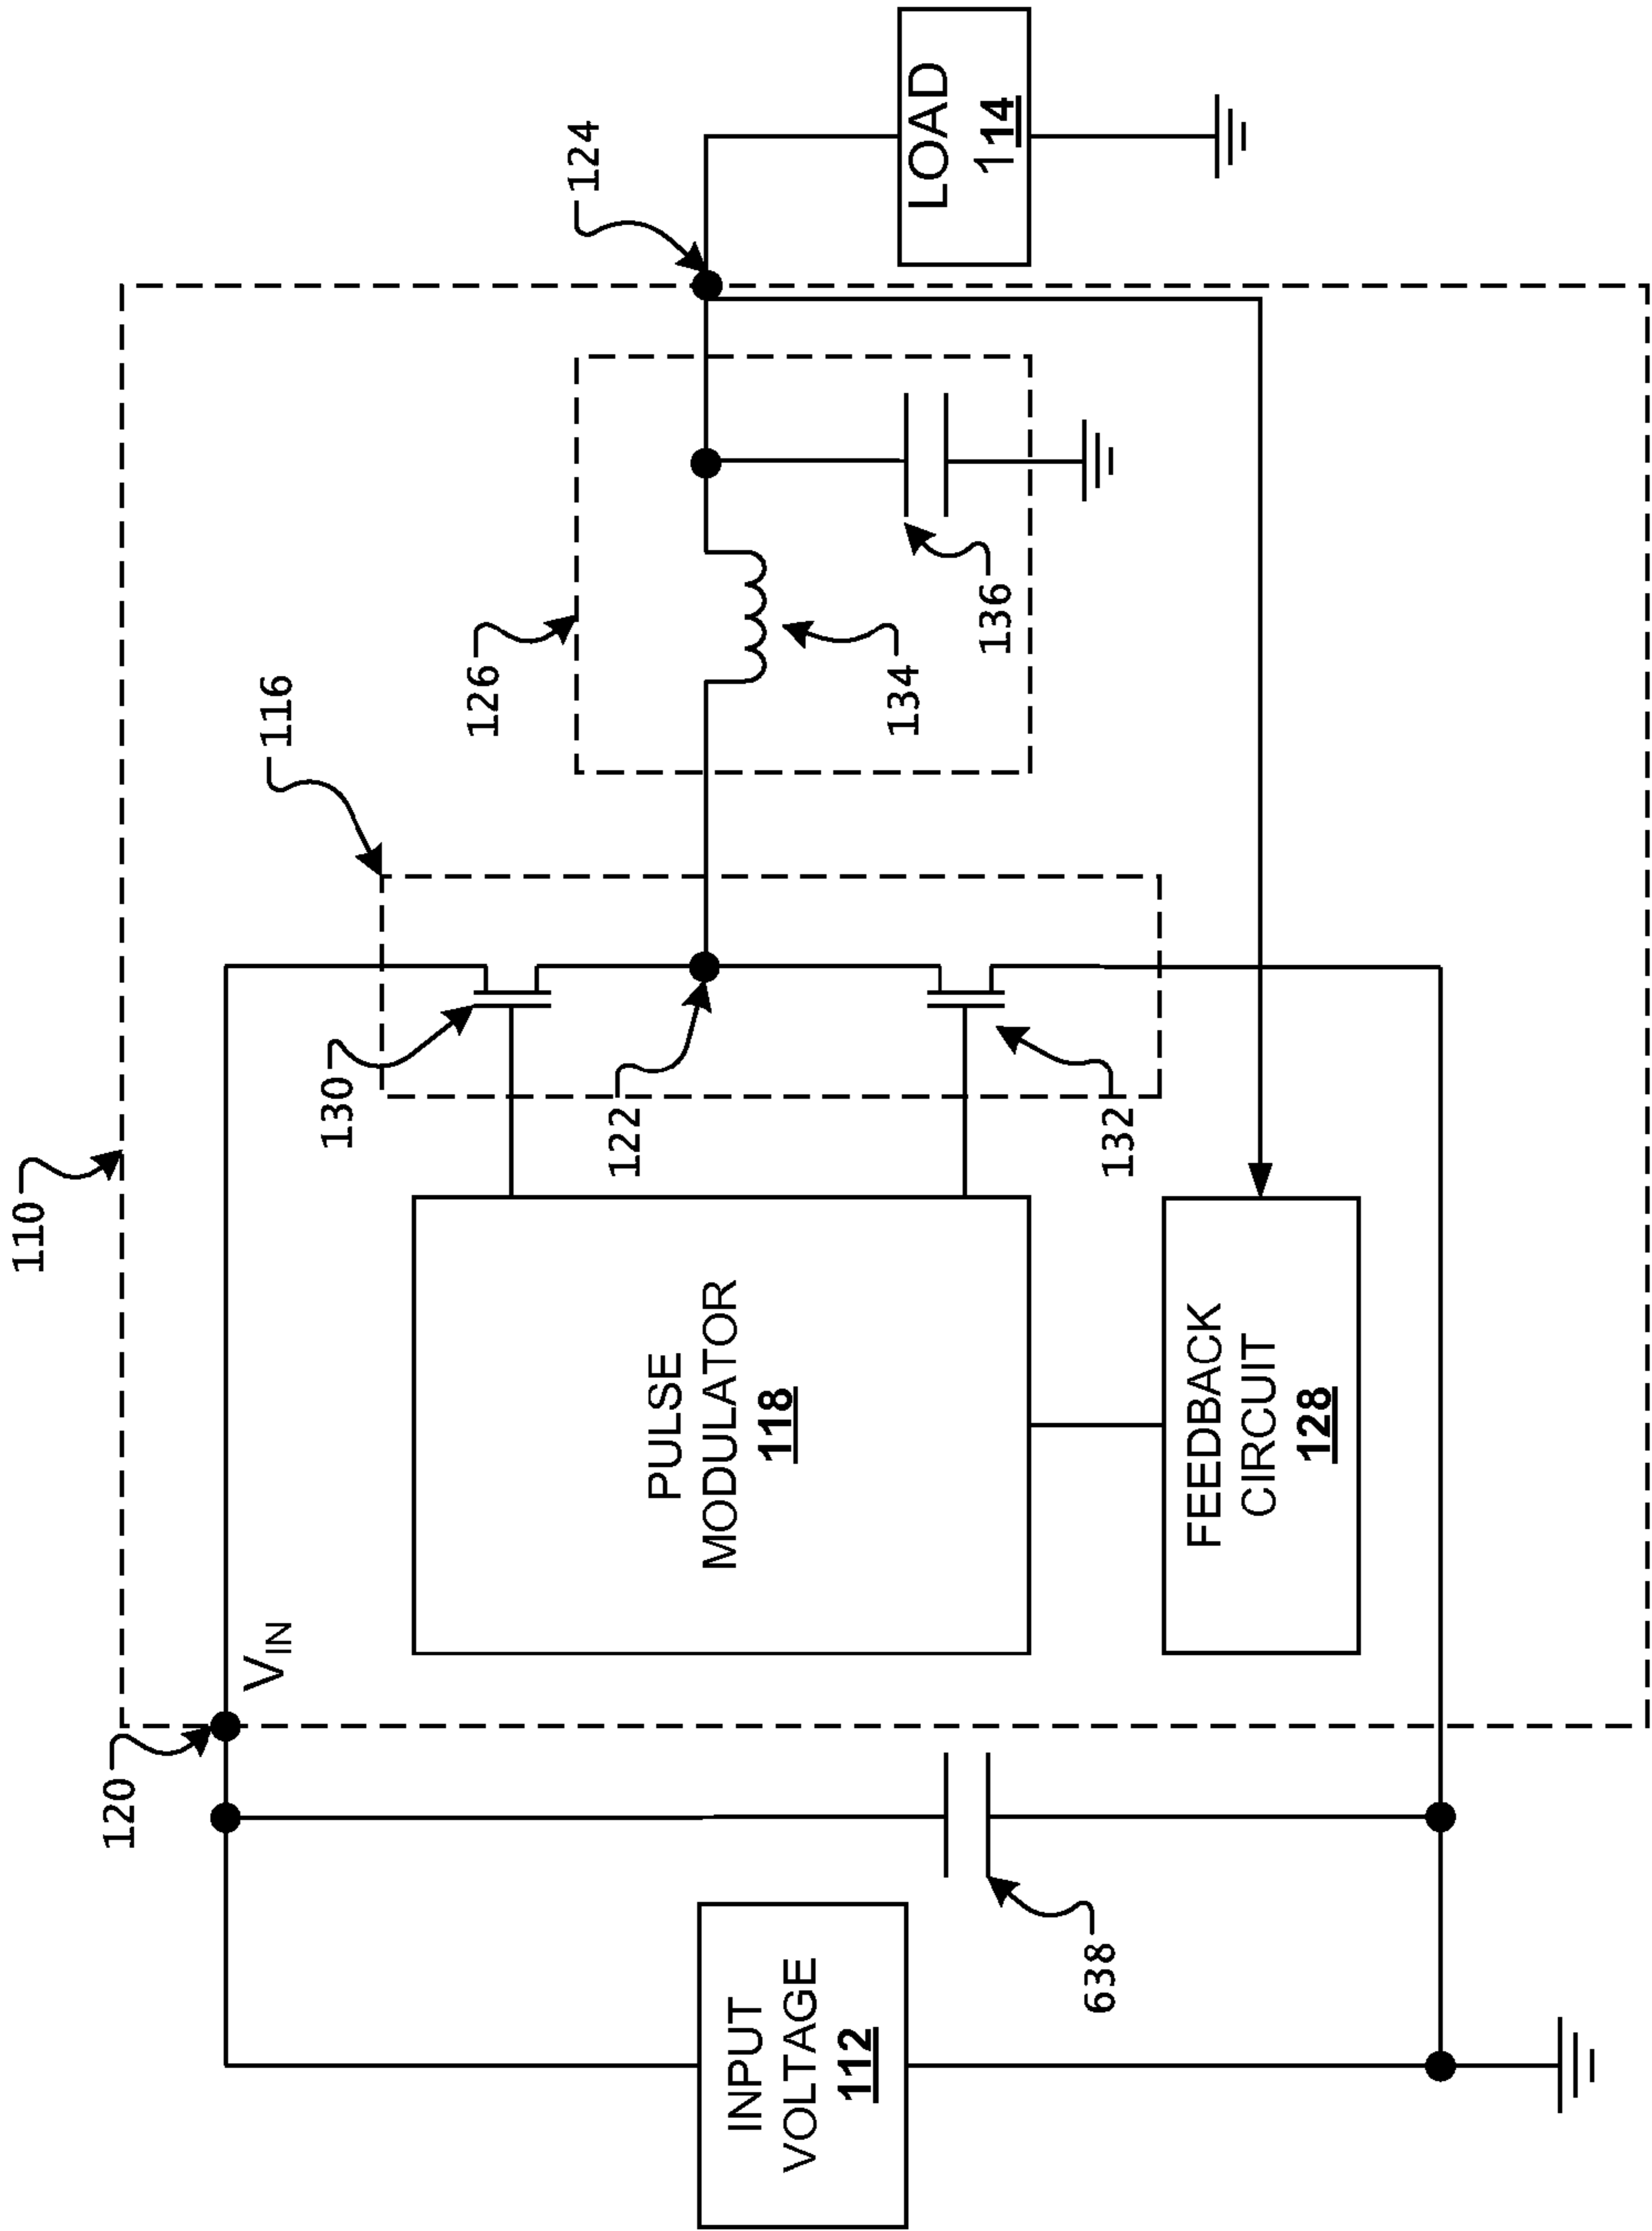 110
120
V_IN
116
130
126
124
122
134
136
132
INPUT
VOLTAGE
112
638
PULSE
MODULATOR
118
FEEDBACK
CIRCUIT
128
LOAD
114